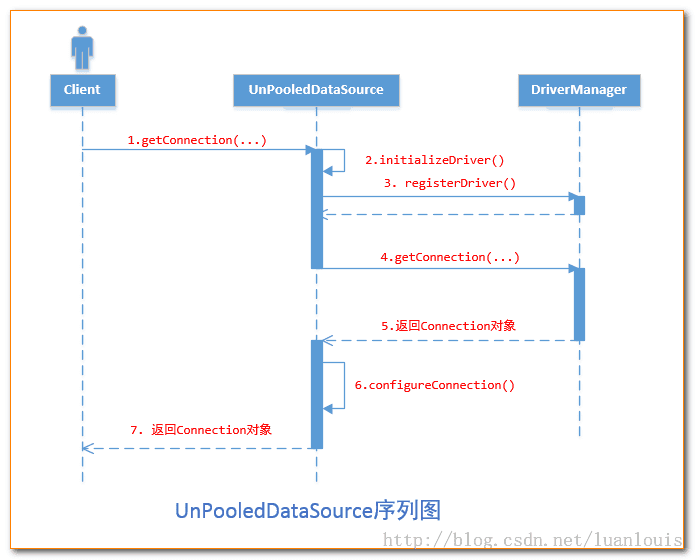 Client
UnPooledDataSource
DriverManager
1.getConnection(...)
2.initializeDriver()
3. registerDriver()
4.getConnection(...)
5.返回Connection对象
6.configureConnection()
7. 返回Connection对象
UnPooledDataSource序列图
http://blog.csdn.net/luanlouis